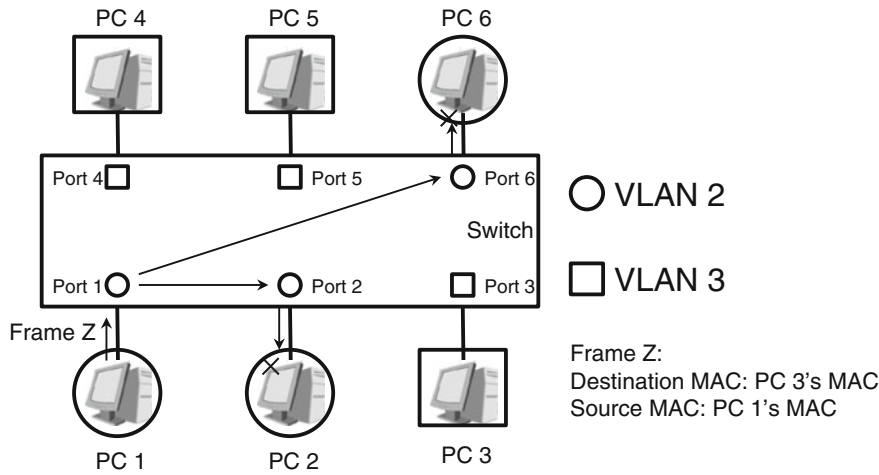 PC 4
PC 5
PC 6
Port 4
Port 5
Port 6
VLAN 2
Switch
Port 1
Port 2
Port 3
VLAN 3
Frame Z
Frame Z:
Destination MAC: PC 3's MAC
Source MAC: PC 1's MAC
PC 1
PC 2
PC 3